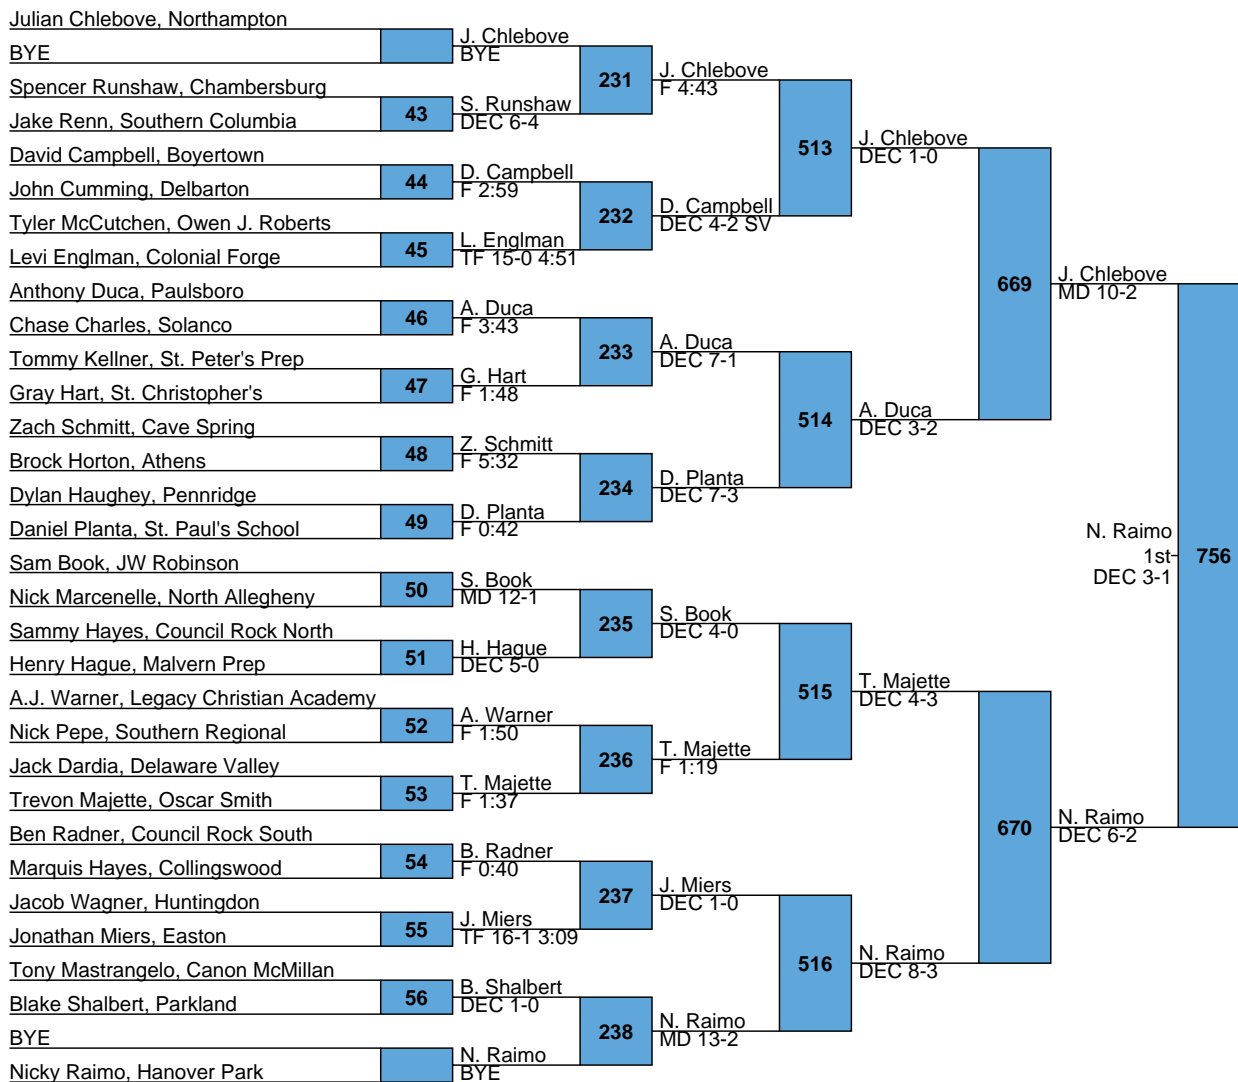 Julian Chlebove, Northampton
BYE
Spencer Runshaw, Chambersburg
43
Jake Renn, Southern Columbia
David Campbell, Boyertown
44
John Cumming, Delbarton
Tyler McCutchen, Owen J. Roberts
45
Levi Englman, Colonial Forge
Anthony Duca, Paulsboro
46
Chase Charles, Solanco
Tommy Kellner, St. Peter's Prep
47
Gray Hart, St. Christopher's
Zach Schmitt, Cave Spring
48
Brock Horton, Athens
Dylan Haughey, Pennridge
49
Daniel Planta, St. Paul's School
Sam Book, JW Robinson
50
Nick Marcenelle, North Allegheny
Sammy Hayes, Council Rock North
51
Henry Hague, Malvern Prep
A.J. Warner, Legacy Christian Academy
52
Nick Pepe, Southern Regional
Jack Dardia, Delaware Valley
53
Trevon Majette, Oscar Smith
Ben Radner, Council Rock South
54
Marquis Hayes, Collingswood
Jacob Wagner, Huntingdon
55
Jonathan Miers, Easton
Tony Mastrangelo, Canon McMillan
56
Blake Shalbert, Parkland
BYE
Nicky Raimo, Hanover Park
J. Chlebove
BYE
231
S. Runshaw
DEC 6-4
D. Campbell
F 2:59
232
L. Englman
TF 15-0 4:51
A. Duca
F 3:43
233
G. Hart
F 1:48
Z. Schmitt
F 5:32
234
D. Planta
F 0:42
S. Book
MD 12-1
235
H. Hague
DEC 5-0
A. Warner
F 1:50
236
T. Majette
F 1:37
B. Radner
F 0:40
237
J. Miers
TF 16-1 3:09
B. Shalbert
DEC 1-0
238
N. Raimo
BYE
J. Chlebove
F 4:43
513
D. Campbell
DEC 4-2 SV
A. Duca
DEC 7-1
514
D. Planta
DEC 7-3
S. Book
DEC 4-0
515
T. Majette
F 1:19
J. Miers
DEC 1-0
516
N. Raimo
MD 13-2
J. Chlebove
DEC 1-0
669
A. Duca
DEC 3-2
T. Majette
DEC 4-3
670
N. Raimo
DEC 8-3
J. Chlebove
MD 10-2
756
N. Raimo
DEC 6-2
N. Raimo
1st
DEC 3-1